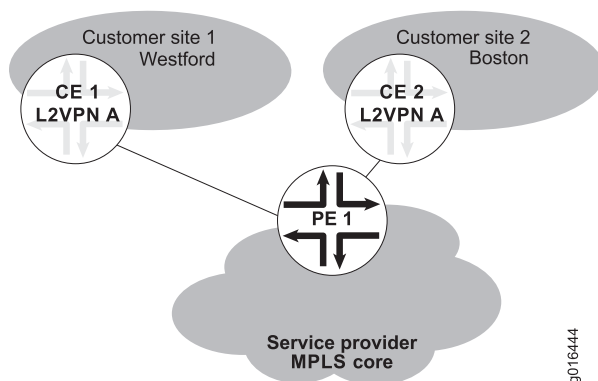 Customer site 1
Westford
Customer site 2
Boston
CE 1
L2VPN A
CE 2
L2VPN A
PE 1
Service provider
MPLS core
g016444